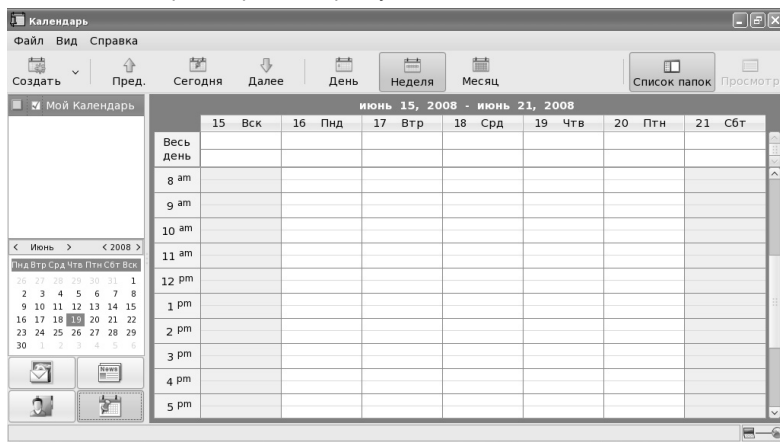 Календарь
Файл Вид Справка
Создать Пред. Сегодня Далее День Неделя Месяц Список папок Просмотр
Мой Календарь
июнь 15, 2008 - июнь 21, 2008
15 Вск 16 Пнд 17 Втр 18 Срд 19 Чтв 20 Птн 21 Сбт
Весь
день
8 am
9 am
10 am
11 am
12 pm
1 pm
2 pm
3 pm
4 pm
5 pm
< Июнь > < 2008 >
Пнд Втр Срд Чтв Птн Сбт Вск
26 27 28 29 30 31 1
2 3 4 5 6 7 8
9 10 11 12 13 14 15
16 17 18 19 20 21 22
23 24 25 26 27 28 29
30 1 2 3 4 5 6
News